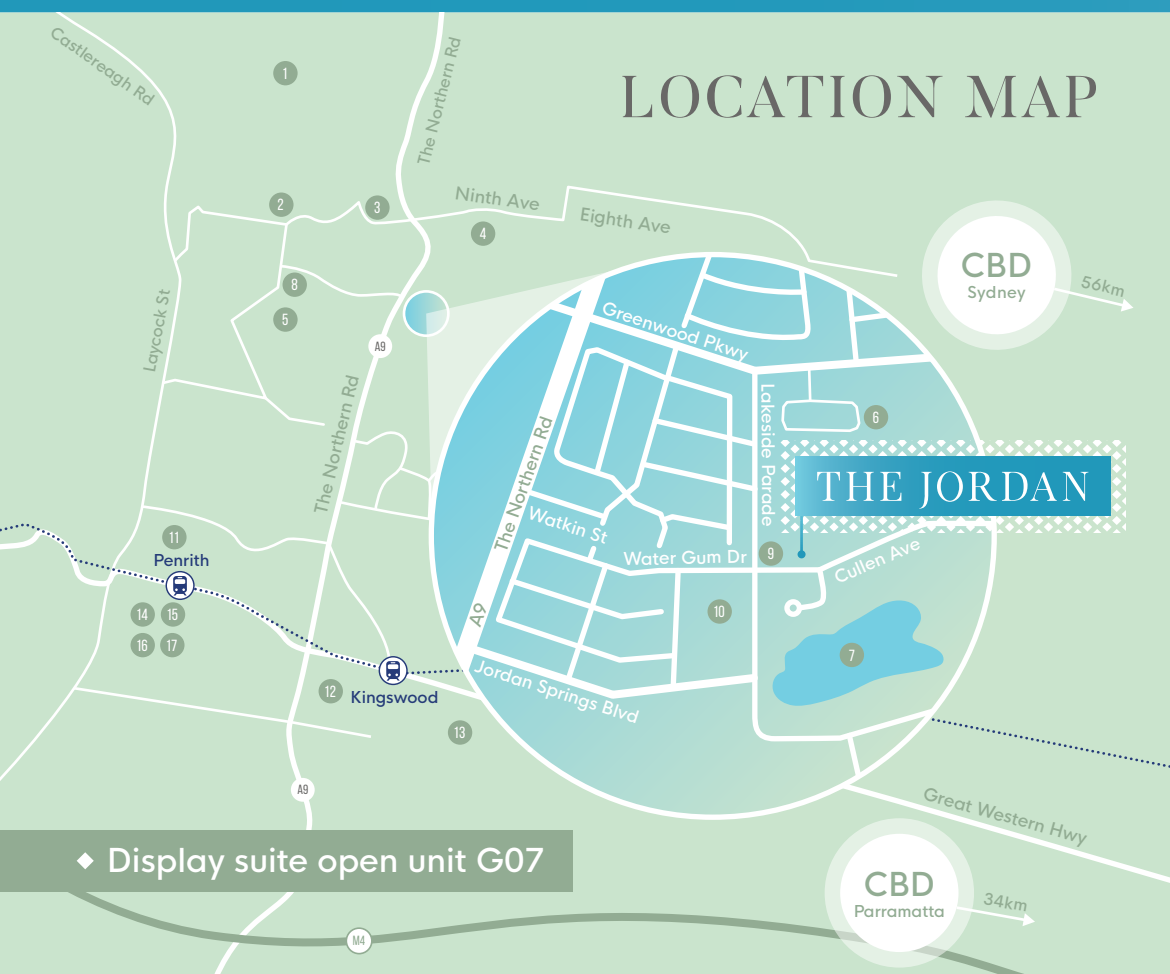 LOCATION MAP
Castlereagh Rd
1
The Northern Rd
2
3
Ninth Ave
4
Eighth Ave
CBD
Sydney
56km
8
5
Laycock St
A9
Greenwood Pkwy
The Northern Rd
Lakeside Parade
6
THE JORDAN
The Northern Rd
Watkin St
Water Gum Dr
9
Cullen Ave
11
Penrith
14
15
16
17
A9
10
7
Jordan Springs Blvd
12
Kingswood
13
A9
Great Western Hwy
◆ Display suite open unit G07
CBD
Parramatta
34km
M4